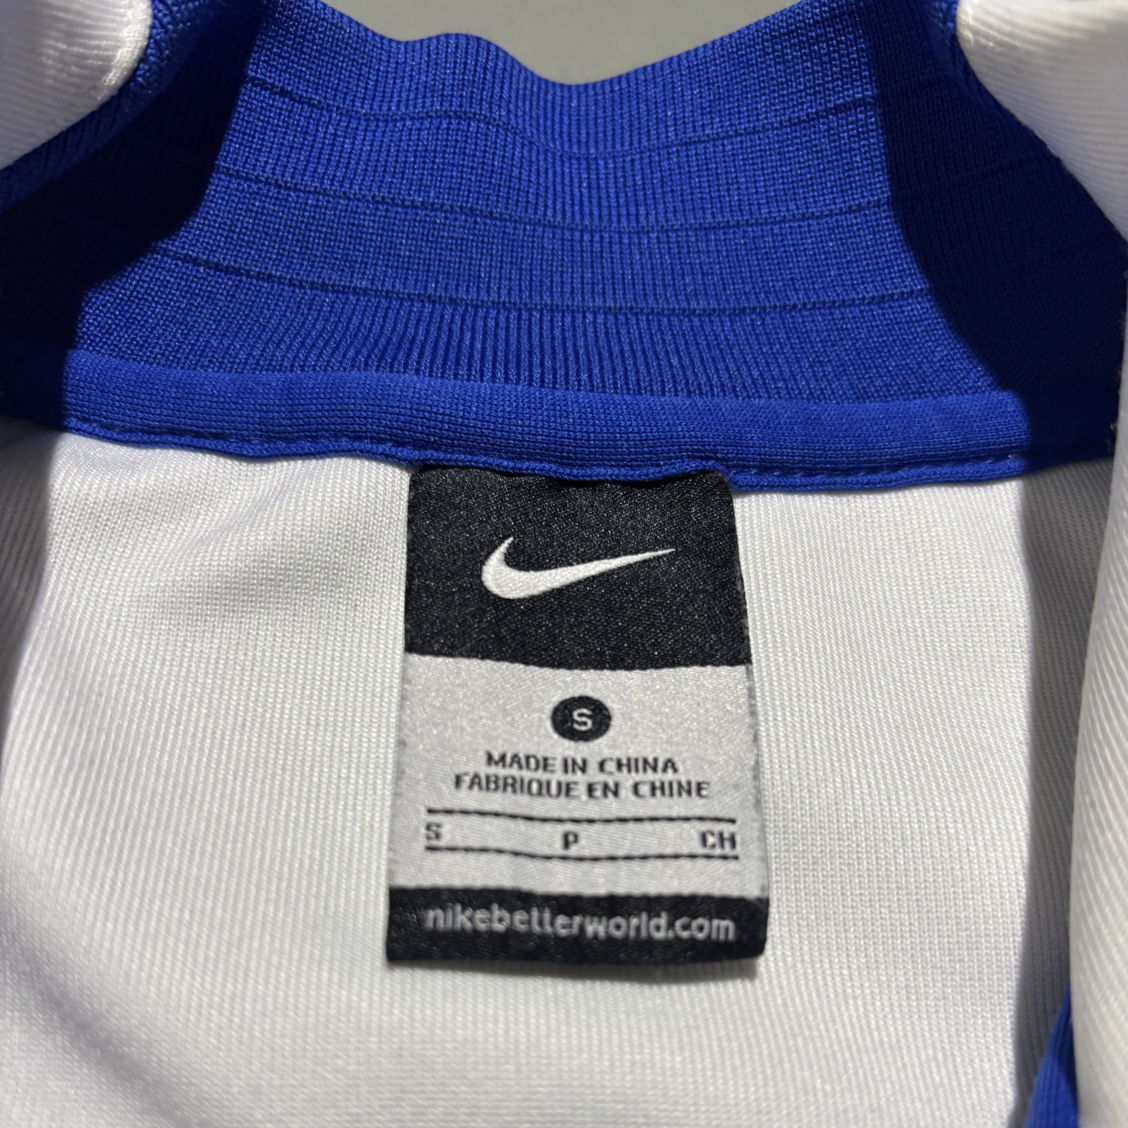 S
MADE IN CHINA
FABRIQUE EN CHINE
S P CH
nikebetterworld.com